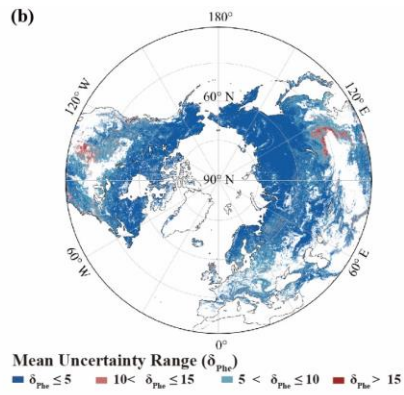 (b)
180°
120° W
60° N
120° E
90° N
60° W
60° E
0°
Mean Uncertainty Range (δPhe)
δPhe ≤ 5 10< δPhe ≤ 15 5 < δPhe ≤ 10 δPhe > 15